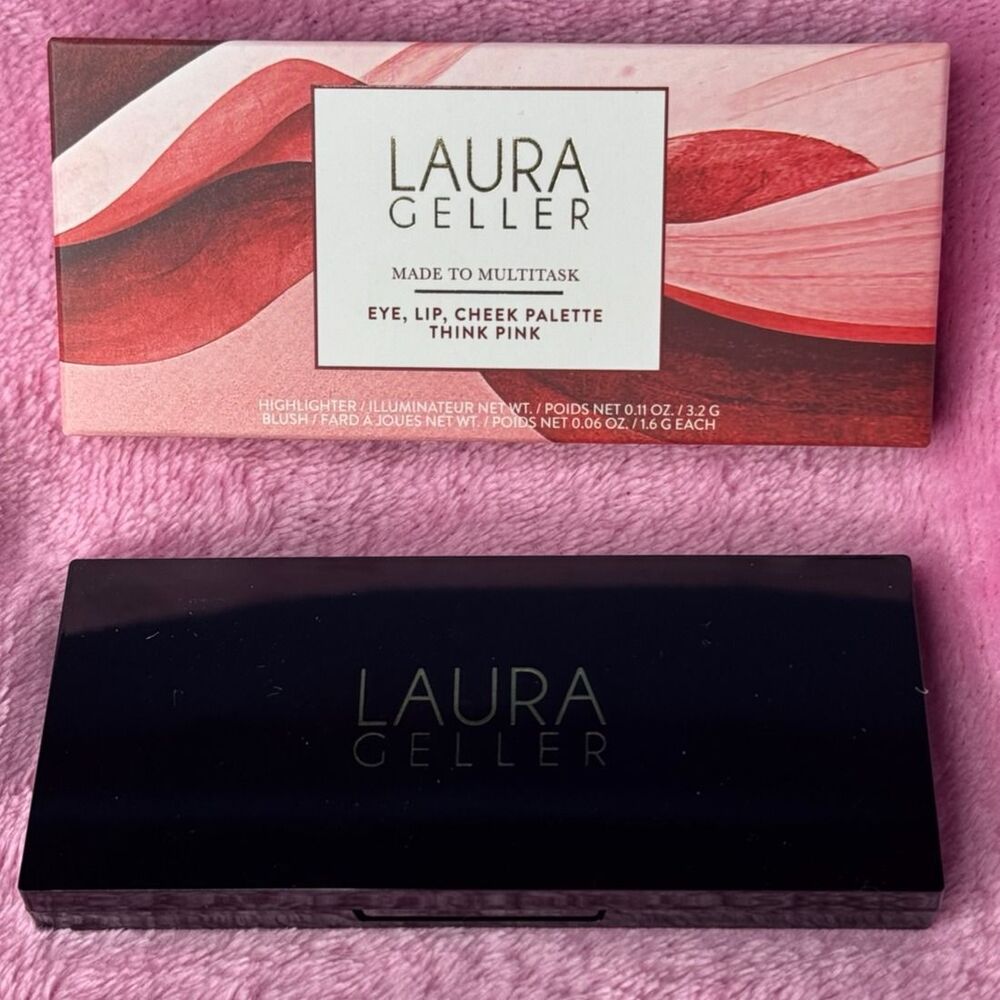 LAURA
GELLER
MADE TO MULTITASK
EYE, LIP, CHEEK PALETTE
THINK PINK
HIGHLIGHTER / ILLUMINATEUR NET WT. / POIDS NET 0.11 OZ. / 3.2 G
BLUSH / FARD À JOUES NET WT. / POIDS NET 0.06 OZ. / 1.6 G EACH
LAURA
GELLER